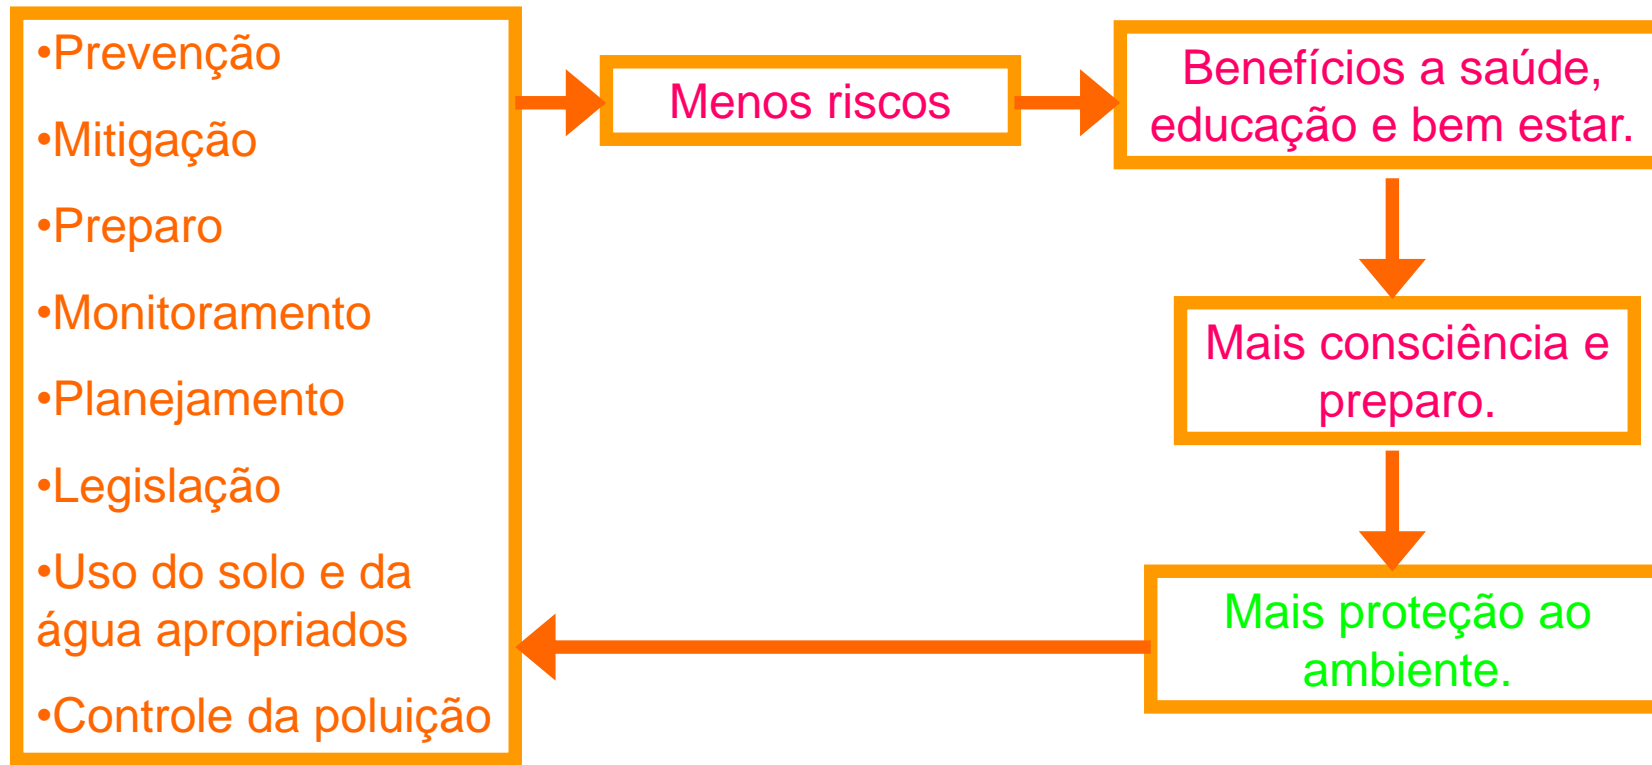 •Prevenção
•Mitigação
•Preparo
•Monitoramento
•Planejamento
•Legislação
•Uso do solo e da
água apropriados
•Controle da poluição
Menos riscos
Benefícios a saúde,
educação e bem estar.
Mais consciência e
preparo.
Mais proteção ao
ambiente.